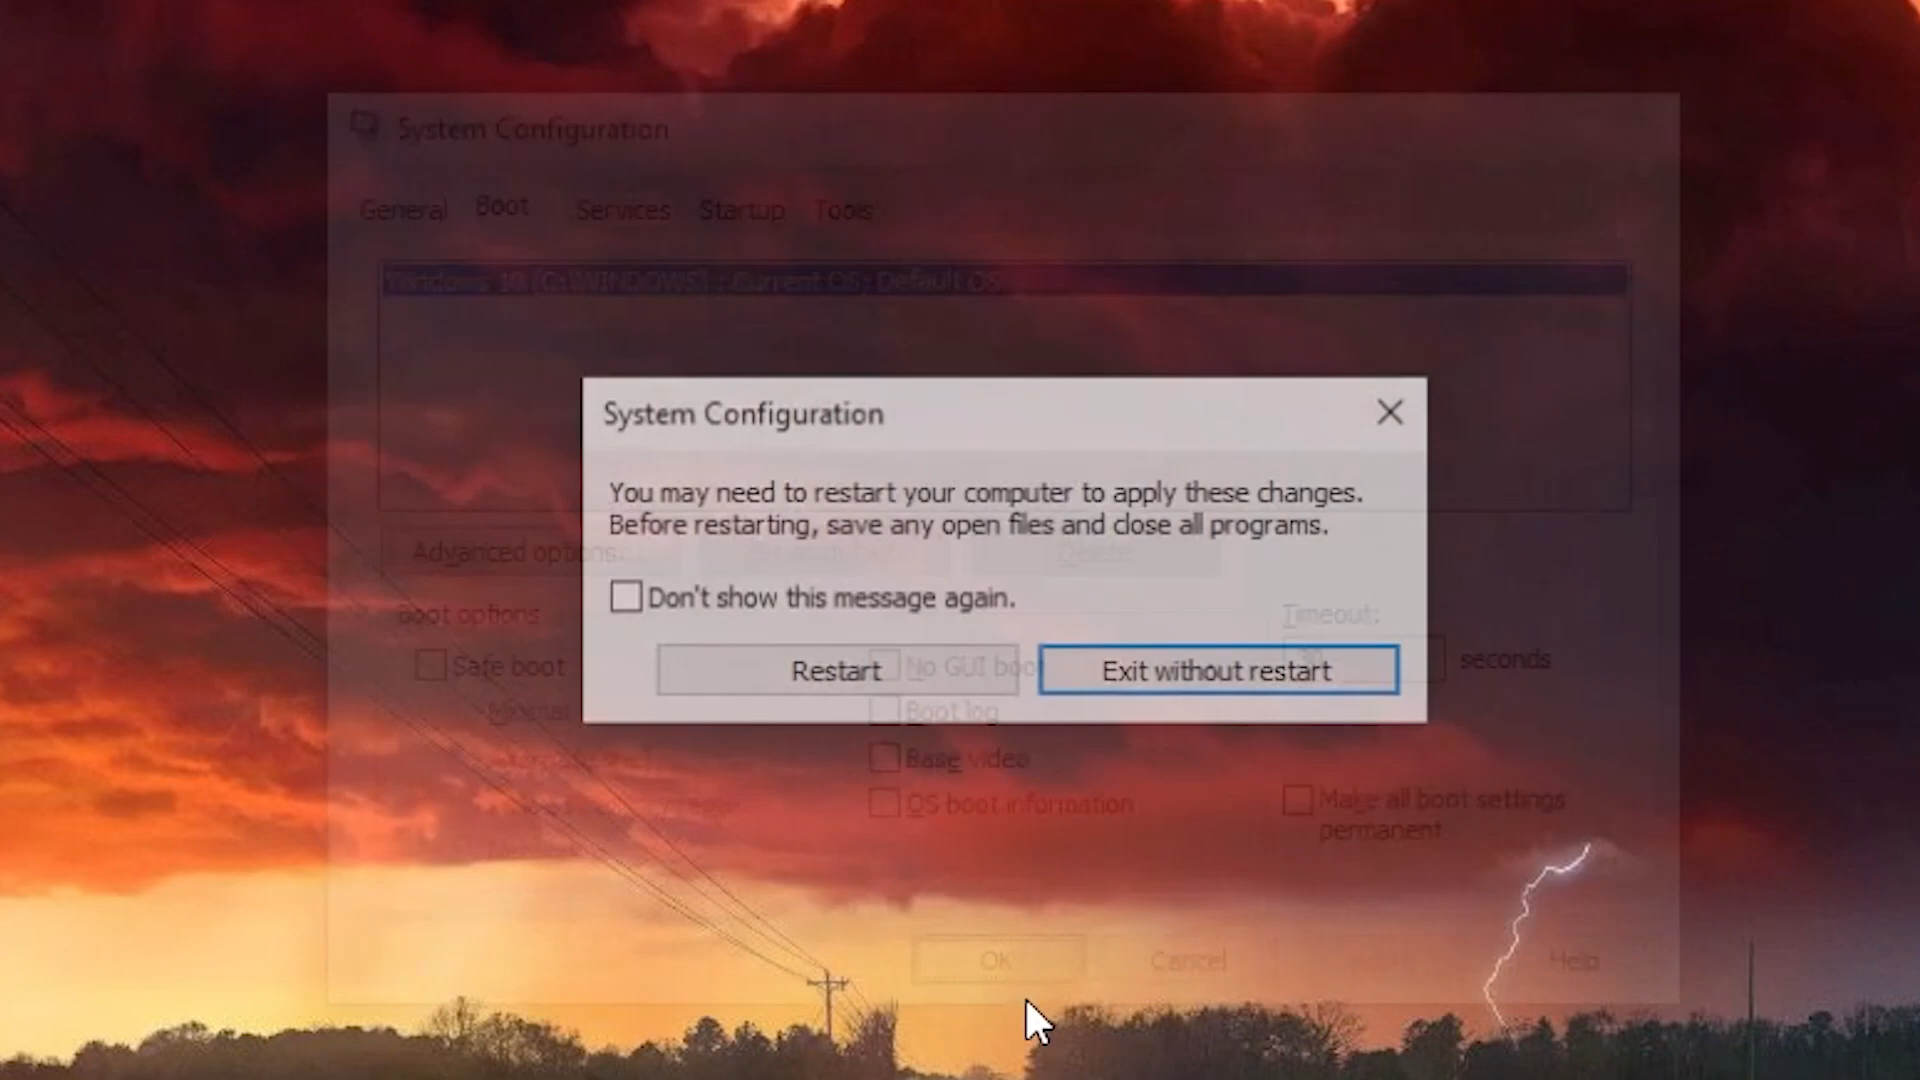 System Configuration
General Boot Services Startup Tools
Windows 10 (C:\WINDOWS) : Current OS; Default OS
System Configuration
You may need to restart your computer to apply these changes.
Before restarting, save any open files and close all programs.
Advanced options. Delete
Don't show this message again.
Boot options Timeout:
Safe boot Restart No GUI boot Exit without restart 30 seconds
Minimal Boot log
Base video
OS boot information Make all boot settings
permanent
OK Cancel Help